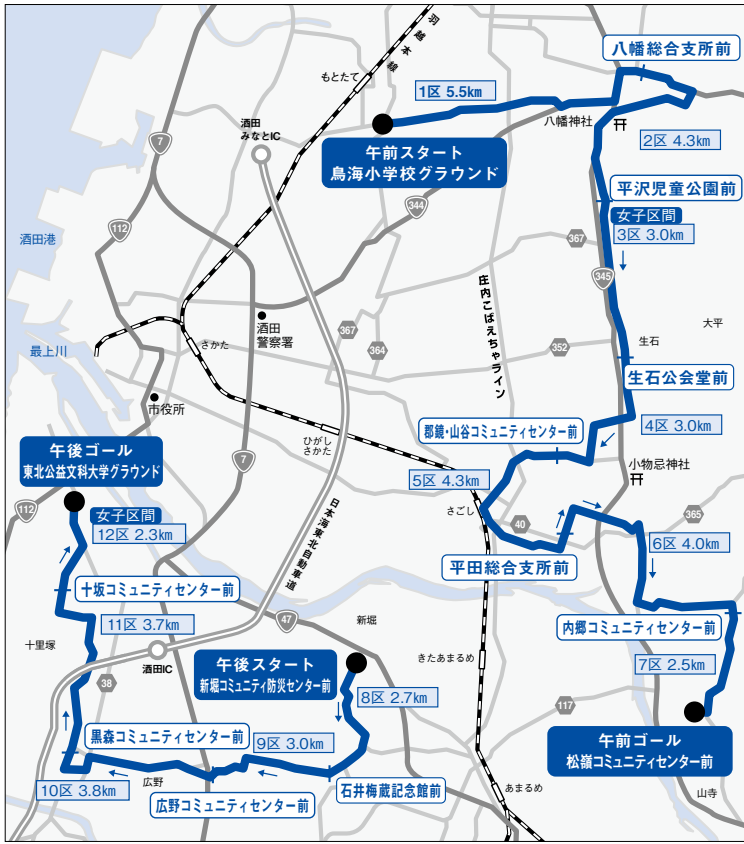 羽越本線
もとたて
八幡総合支所前
1区 5.5km
八幡神社
酒田
みなとIC
午前スタート
鳥海小学校グラウンド
2区 4.3km
7
平沢児童公園前
女子区間
3区 3.0km
344
112
酒田港
367
345
庄内こばえちゃライン
大平
酒田
警察署
367
364
352
生石
さかた
最上川
生石公会堂前
市役所
4区 3.0km
郡鏡・山谷コミュニティセンター前
ひがし
さかた
午後ゴール
東北公益文科大学グラウンド
7
小物忌神社
5区 4.3km
さごし
112
女子区間
12区 2.3km
日本海東北自動車道
40
365
6区 4.0km
平田総合支所前
十坂コミュニティセンター前
47
新堀
内郷コミュニティセンター前
11区 3.7km
十里塚
酒田IC
午後スタート
新堀コミュニティ防災センター前
きたあまるめ
7区 2.5km
38
8区 2.7km
117
午前ゴール
松嶺コミュニティセンター前
黒森コミュニティセンター前
9区 3.0km
広野
10区 3.8km
広野コミュニティセンター前
石井梅蔵記念館前
あまるめ
山寺